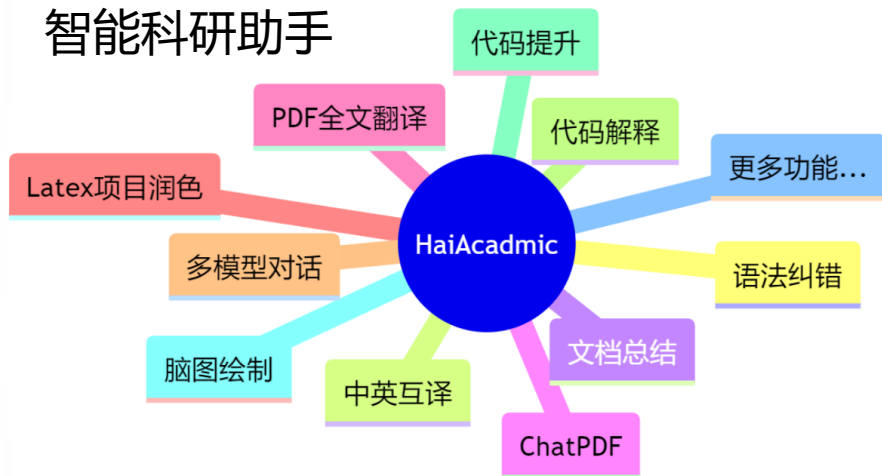 智能科研助手
代码提升
PDF全文翻译
代码解释
更多功能...
Latex项目润色
HaiAcadmic
多模型对话
语法纠错
脑图绘制
中英互译
文档总结
ChatPDF